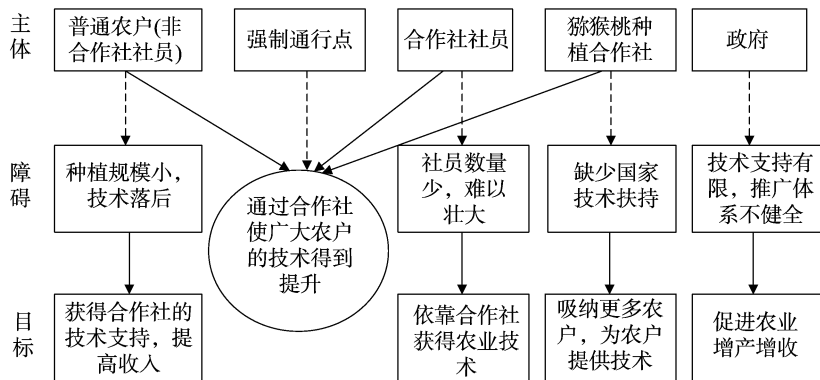 主
体
普通农户(非
合作社社员)
强制通行点
合作社社员
猕猴桃种
植合作社
政府
障
碍
种植规模小，
技术落后
通过合作社
使广大农户
的技术得到
提升
社员数量
少，难以
壮大
缺少国家
技术扶持
技术支持有
限，推广体
系不健全
目
标
获得合作社的
技术支持，提
高收入
依靠合作社
获得农业技
术
吸纳更多农
户，为农户
提供技术
促进农业
增产增收